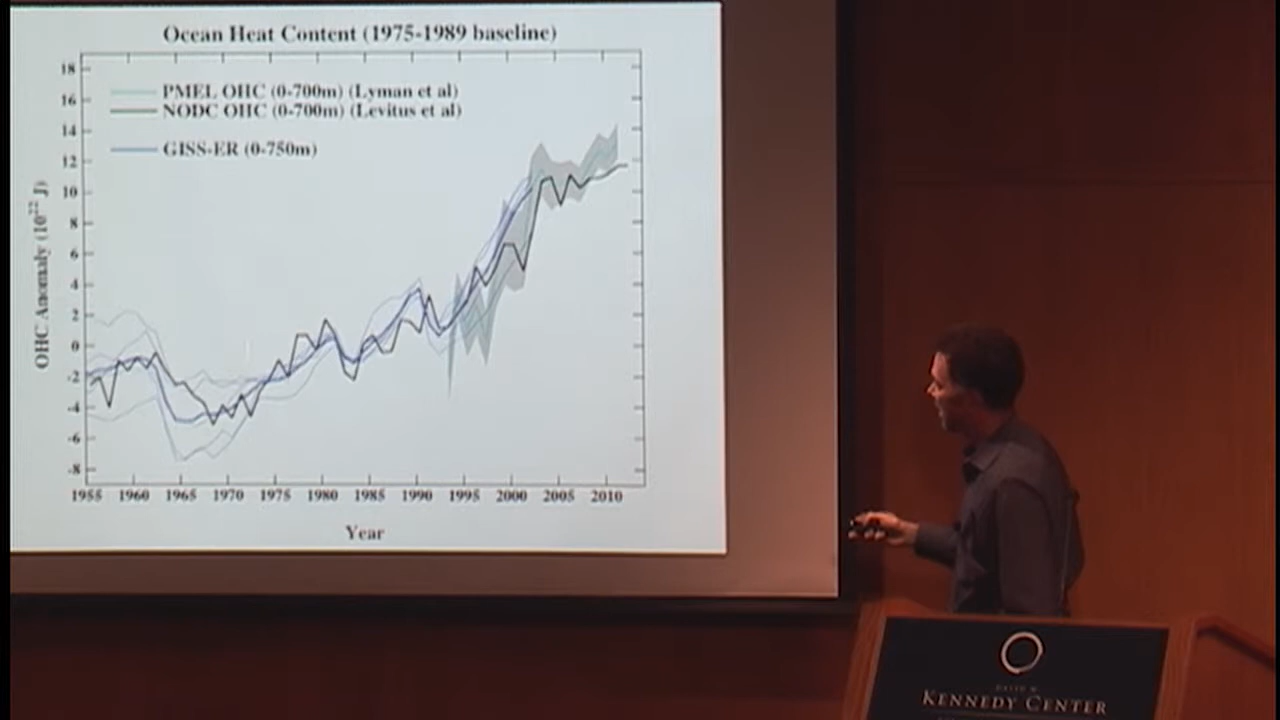 Ocean Heat Content (1975-1989 baseline)
18
16
14
12
10
8
6
4
2
0
-2
-4
-6
-8
OHC Anomaly (10²² J)
PMEL OHC (0-700m) (Lyman et al)
NODC OHC (0-700m) (Levitus et al)
GISS-ER (0-750m)
1955 1960 1965 1970 1975 1980 1985 1990 1995 2000 2005 2010
Year
KENNEDY CENTER